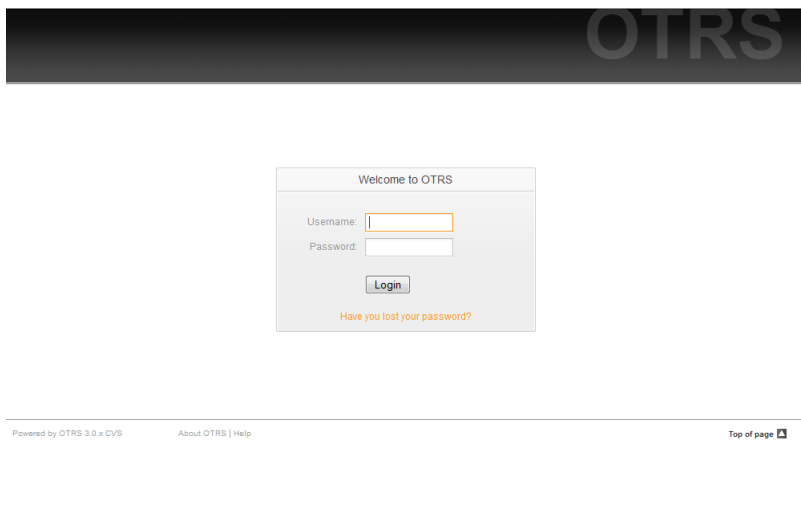 OTRS
Welcome to OTRS
Username:
Password:
Login
Have you lost your password?
Powered by OTRS 3.0.x CVS About OTRS | Help Top of page